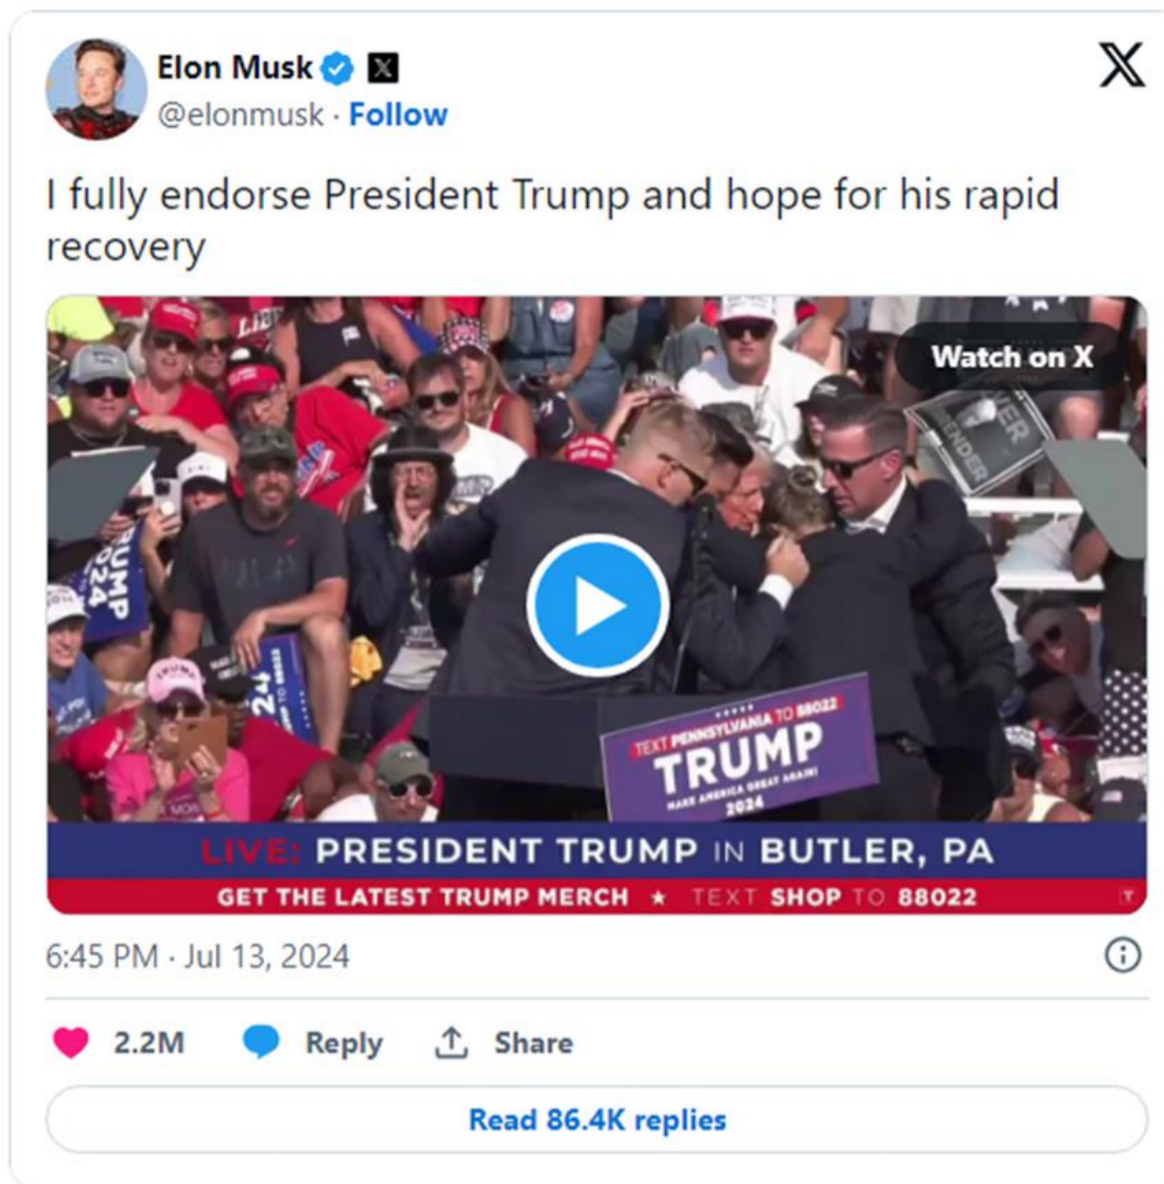 Elon Musk
@elonmusk · Follow
I fully endorse President Trump and hope for his rapid
recovery
Watch on X
TRUMP
2024
TEXT PENNSYLVANIA TO 88022
TRUMP
MAKE AMERICA GREAT AGAIN!
2024
LIVE: PRESIDENT TRUMP IN BUTLER, PA
GET THE LATEST TRUMP MERCH ★ TEXT SHOP TO 88022
6:45 PM · Jul 13, 2024
2.2M Reply Share
Read 86.4K replies